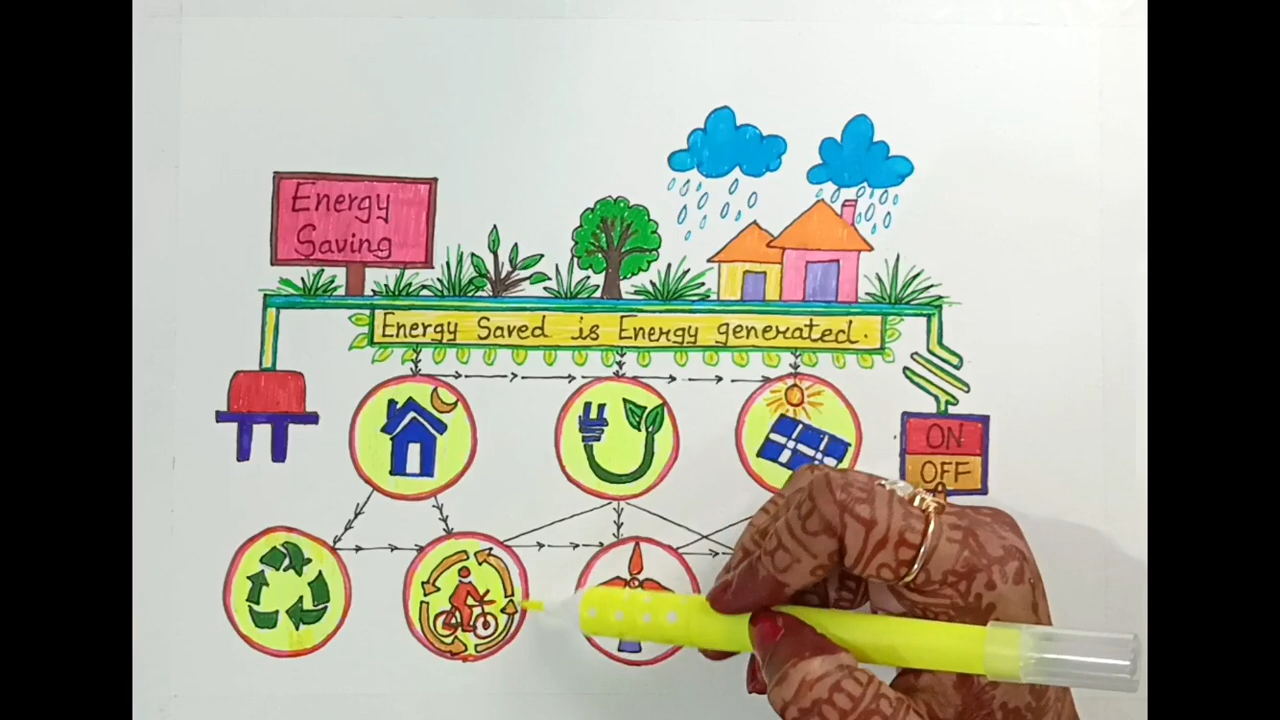 Energy
Saving
Energy Saved is Energy generated.
ON
OFF